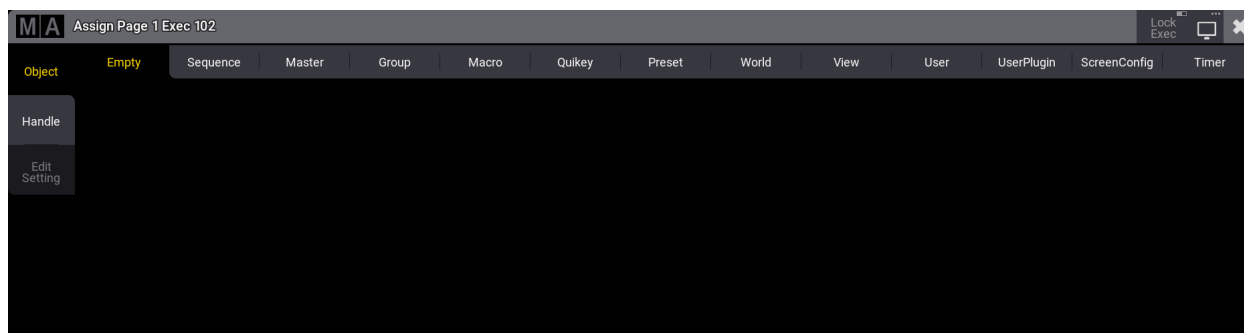 MA Assign Page 1 Exec 102 Lock Exec
Object Empty Sequence Master Group Macro Quikey Preset World View User UserPlugin ScreenConfig Timer
Handle
Edit
Setting